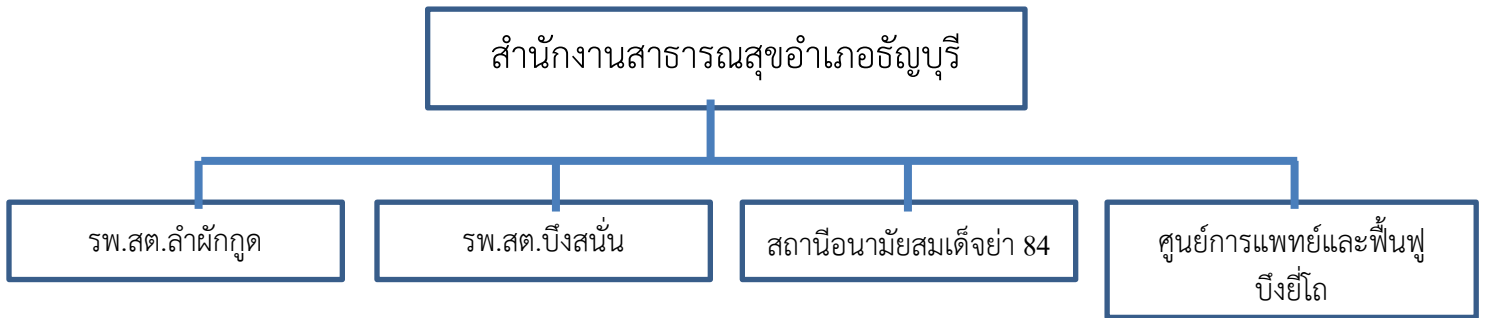 สำนักงานสาธารณสุขอำเภอธัญบุรี
รพ.สต.ลำผักกูด
รพ.สต.บึงสนั่น
สถานีอนามัยสมเด็จย่า 84
ศูนย์การแพทย์และฟื้นฟู
บึงยี่โถ